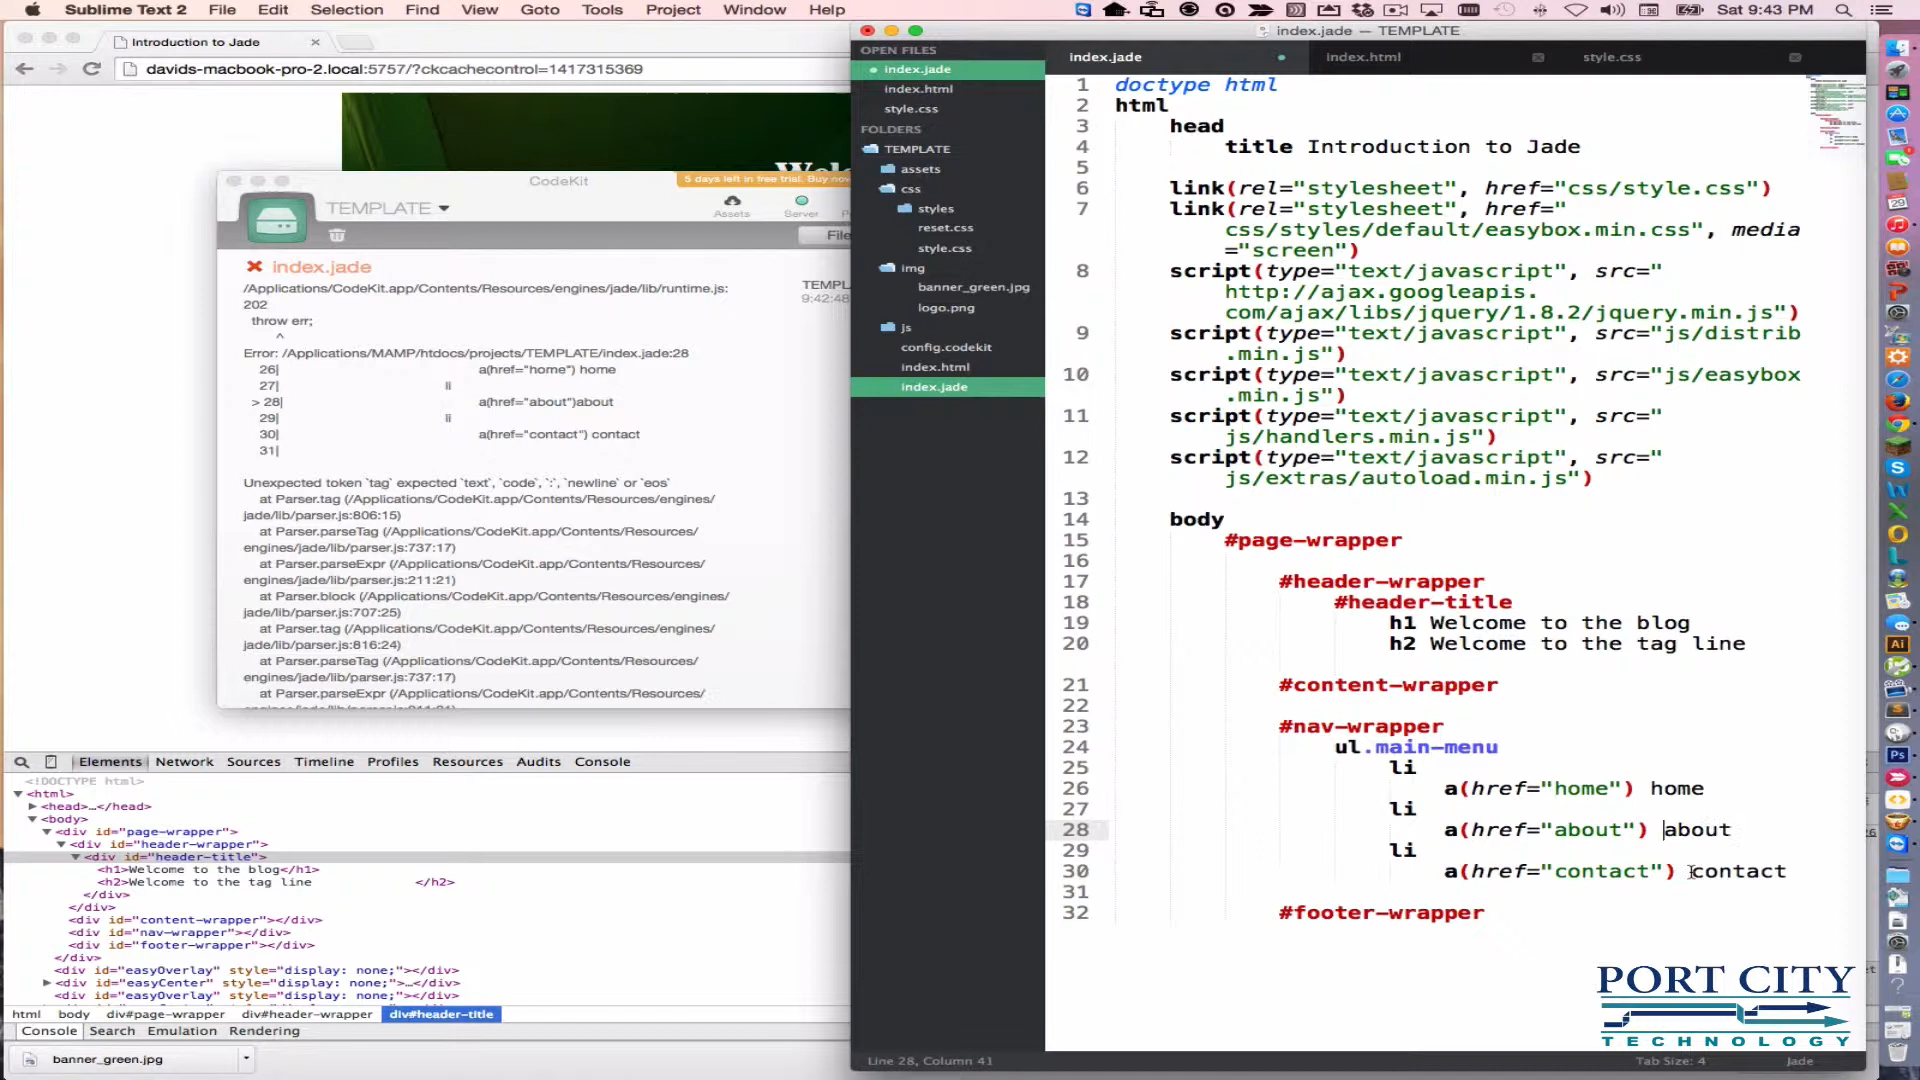 Sublime Text 2 File Edit Selection Find View Goto Tools Project Window Help Sat 9:43 PM
Introduction to Jade
davids-macbook-pro-2.local:5757/?ckcachecontrol=1417315369
CodeKit
5 days left in free trial. Buy now
TEMPLATE
Assets Server
index.jade
/Applications/CodeKit.app/Contents/Resources/engines/jade/lib/runtime.js:
202
throw err;
^
Error: /Applications/MAMP/htdocs/projects/TEMPLATE/index.jade:28
26| a(href="home") home
27| li
> 28| a(href="about")about
29| li
30| a(href="contact") contact
31|
Unexpected token `tag` expected `text`, `code`, `:`, `newline` or `eos`
at Parser.tag (/Applications/CodeKit.app/Contents/Resources/engines/
jade/lib/parser.js:806:15)
at Parser.parseTag (/Applications/CodeKit.app/Contents/Resources/
engines/jade/lib/parser.js:737:17)
at Parser.parseExpr (/Applications/CodeKit.app/Contents/Resources/
engines/jade/lib/parser.js:211:21)
at Parser.block (/Applications/CodeKit.app/Contents/Resources/engines/
jade/lib/parser.js:707:25)
at Parser.tag (/Applications/CodeKit.app/Contents/Resources/engines/
jade/lib/parser.js:816:24)
at Parser.parseTag (/Applications/CodeKit.app/Contents/Resources/
engines/jade/lib/parser.js:737:17)
at Parser.parseExpr (/Applications/CodeKit.app/Contents/Resources/
9:42:48
Elements Network Sources Timeline Profiles Resources Audits Console
<!DOCTYPE html>
<html>
<head>…</head>
<body>
<div id="page-wrapper">
<div id="header-wrapper">
<div id="header-title">
<h1>Welcome to the blog</h1>
<h2>Welcome to the tag line </h2>
</div>
</div>
<div id="content-wrapper"></div>
<div id="nav-wrapper"></div>
<div id="footer-wrapper"></div>
</div>
<div id="easyOverlay" style="display: none;"></div>
<div id="easyCenter" style="display: none;">…</div>
<div id="easyOverlay" style="display: none;"></div>
html body div#page-wrapper div#header-wrapper div#header-title
Console Search Emulation Rendering
banner_green.jpg
index.jade — TEMPLATE
OPEN FILES
index.jade
index.html
style.css
FOLDERS
TEMPLATE
assets
css
styles
reset.css
style.css
img
banner_green.jpg
logo.png
js
config.codekit
index.html
index.jade
index.jade index.html style.css
1 doctype html
2 html
3 head
4 title Introduction to Jade
5
6 link(rel="stylesheet", href="css/style.css")
7 link(rel="stylesheet", href="
css/styles/default/easybox.min.css", media
="screen")
8 script(type="text/javascript", src="
http://ajax.googleapis.
com/ajax/libs/jquery/1.8.2/jquery.min.js")
9 script(type="text/javascript", src="js/distrib
.min.js")
10 script(type="text/javascript", src="js/easybox
.min.js")
11 script(type="text/javascript", src="
js/handlers.min.js")
12 script(type="text/javascript", src="
js/extras/autoload.min.js")
13
14 body
15 #page-wrapper
16
17 #header-wrapper
18 #header-title
19 h1 Welcome to the blog
20 h2 Welcome to the tag line
21 #content-wrapper
22
23 #nav-wrapper
24 ul.main-menu
25 li
26 a(href="home") home
27 li
28 a(href="about") about
29 li
30 a(href="contact") contact
31
32 #footer-wrapper
PORT CITY
TECHNOLOGY
Line 28, Column 41 Tab Size: 4 Jade